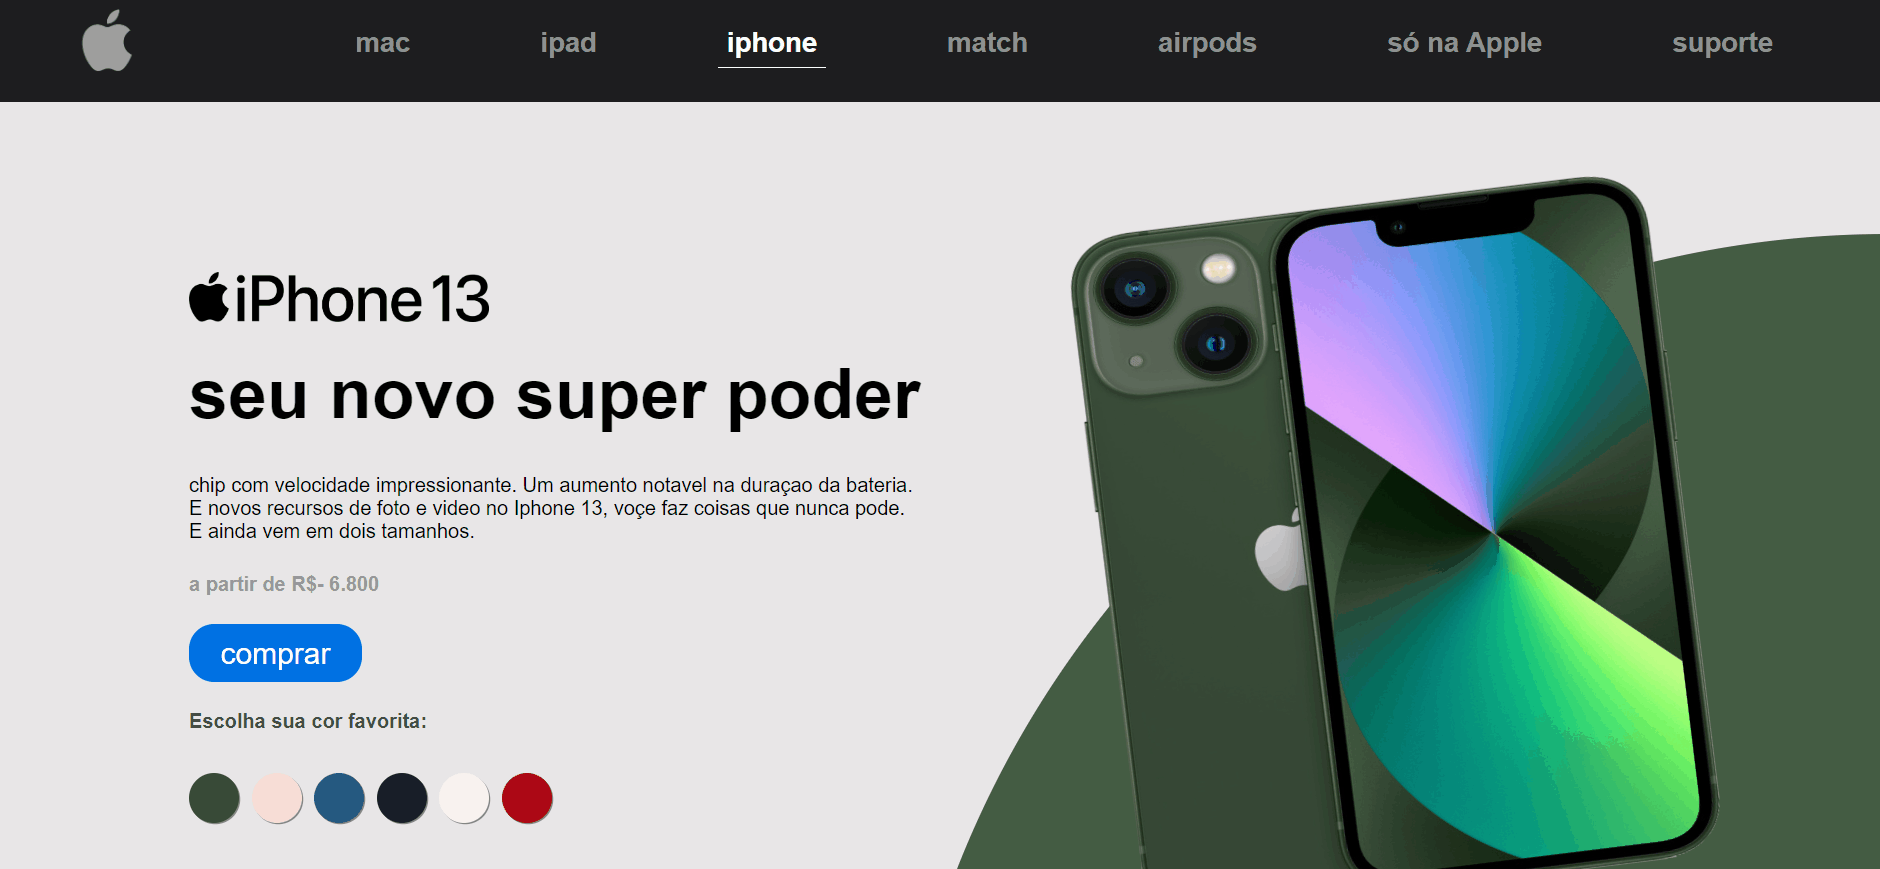 mac ipad iphone match airpods só na Apple suporte
iPhone 13
seu novo super poder
chip com velocidade impressionante. Um aumento notavel na duraçao da bateria.
E novos recursos de foto e video no Iphone 13, voçe faz coisas que nunca pode.
E ainda vem em dois tamanhos.
a partir de R$- 6.800
comprar
Escolha sua cor favorita: